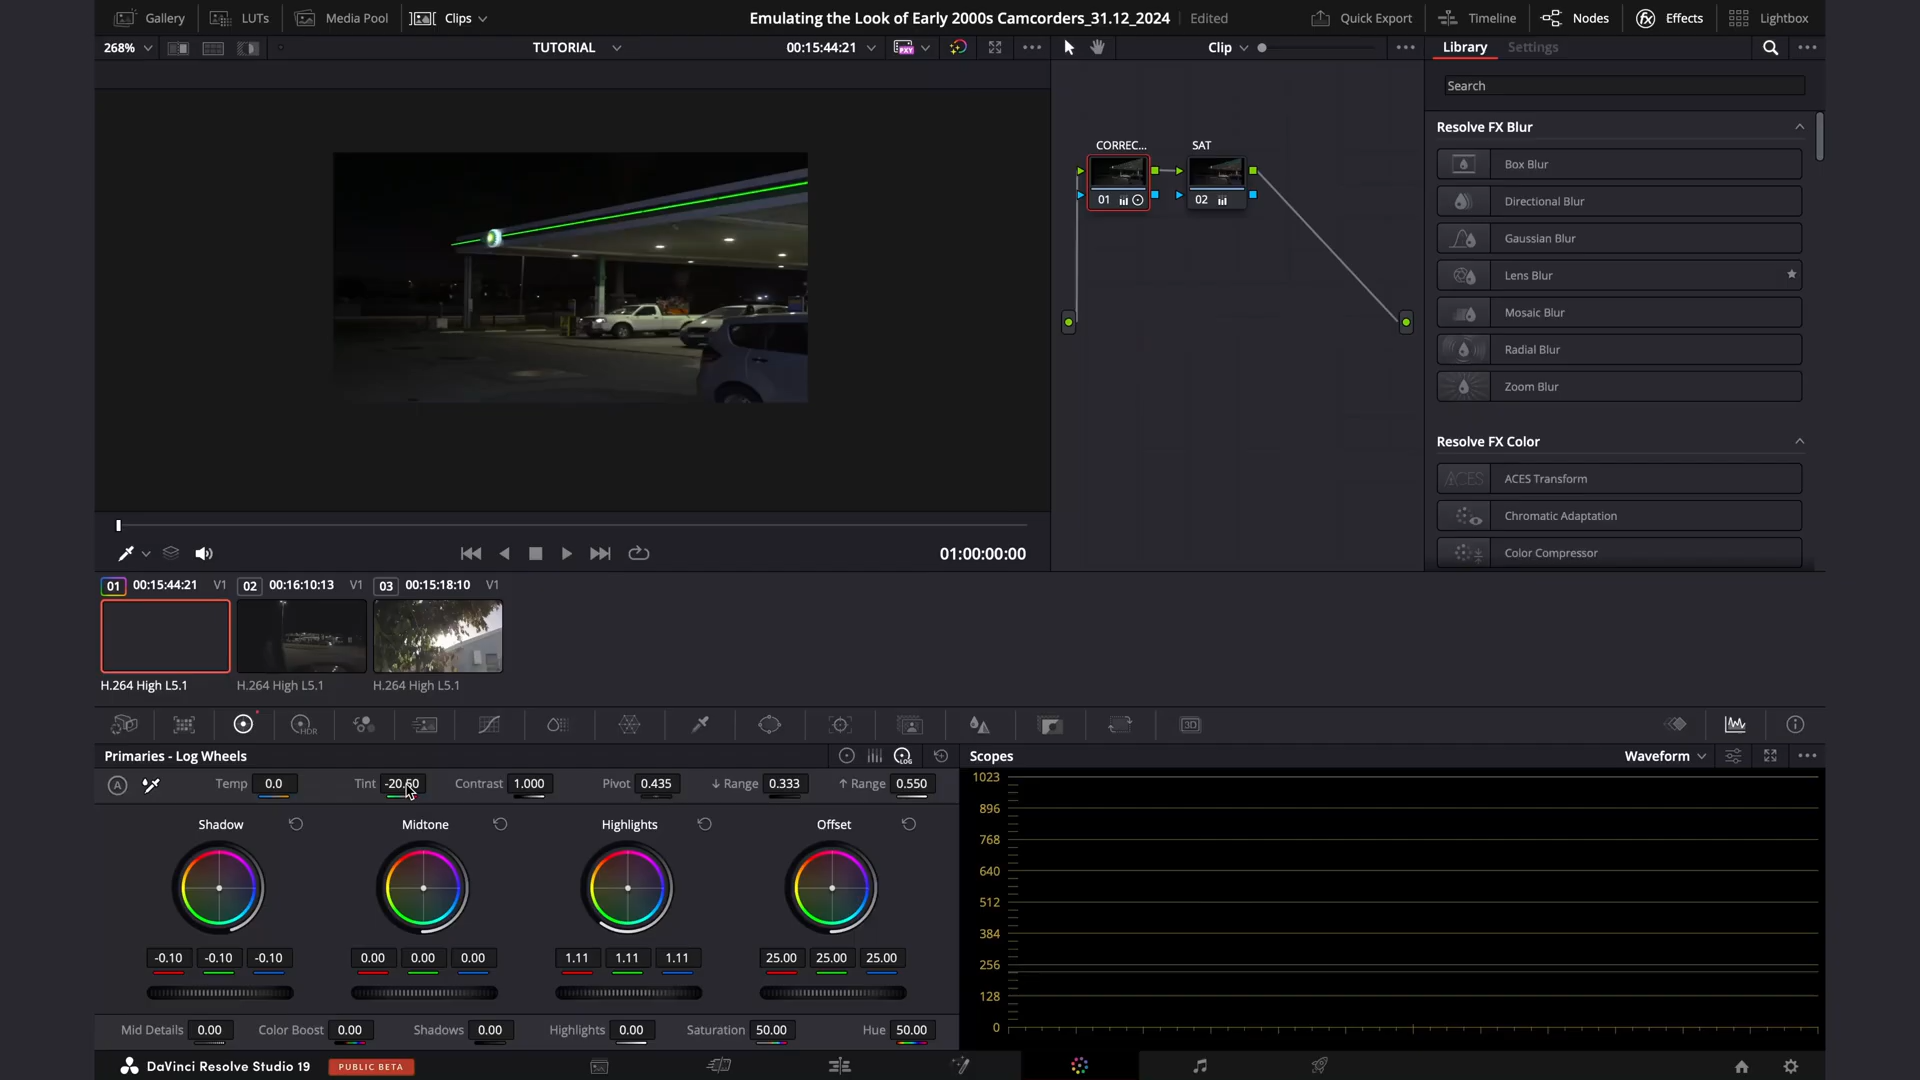 Gallery LUTs Media Pool Clips Emulating the Look of Early 2000s Camcorders_31.12_2024 Edited Quick Export Timeline Nodes Effects Lightbox
268% TUTORIAL 00:15:44:21 PXY Clip Library Settings
Search
Resolve FX Blur
Box Blur
Directional Blur
Gaussian Blur
Lens Blur
Mosaic Blur
Radial Blur
Zoom Blur
Resolve FX Color
ACES ACES Transform
Chromatic Adaptation
Color Compressor
CORREC... SAT
01 02
01:00:00:00
01 00:15:44:21 V1 02 00:16:10:13 V1 03 00:15:18:10 V1
H.264 High L5.1 H.264 High L5.1 H.264 High L5.1
HDR 3D
Primaries - Log Wheels LOG Scopes Waveform
A Temp 0.0 Tint -20.50 Contrast 1.000 Pivot 0.435 ↓ Range 0.333 ↑ Range 0.550
Shadow Midtone Highlights Offset
-0.10 -0.10 -0.10 0.00 0.00 0.00 1.11 1.11 1.11 25.00 25.00 25.00
Mid Details 0.00 Color Boost 0.00 Shadows 0.00 Highlights 0.00 Saturation 50.00 Hue 50.00
1023
896
768
640
512
384
256
128
0
DaVinci Resolve Studio 19 PUBLIC BETA